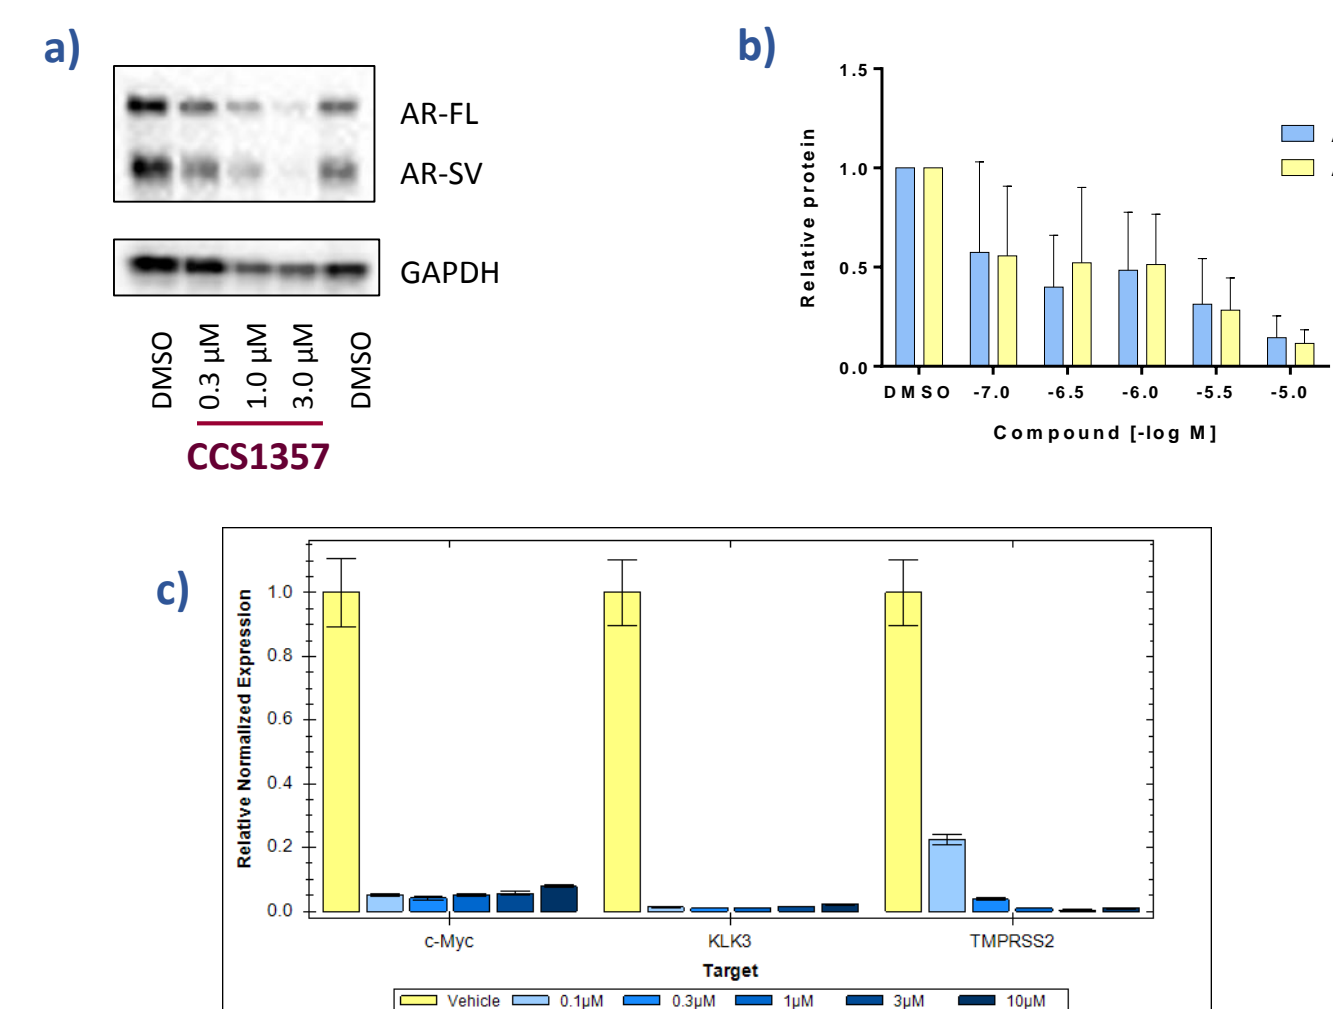 a)
AR-FL
AR-SV
GAPDH
DMSO
0.3 µM
1.0 µM
3.0 µM
DMSO
CCS1357
b)
1.5
1.0
0.5
0.0
Relative protein
DMSO -7.0 -6.5 -6.0 -5.5 -5.0
Compound [-log M]
c)
1.0
0.8
0.6
0.4
0.2
0.0
Relative Normalized Expression
c-Myc KLK3 TMPRSS2
Target
Vehicle 0.1µM 0.3µM 1µM 3µM 10µM